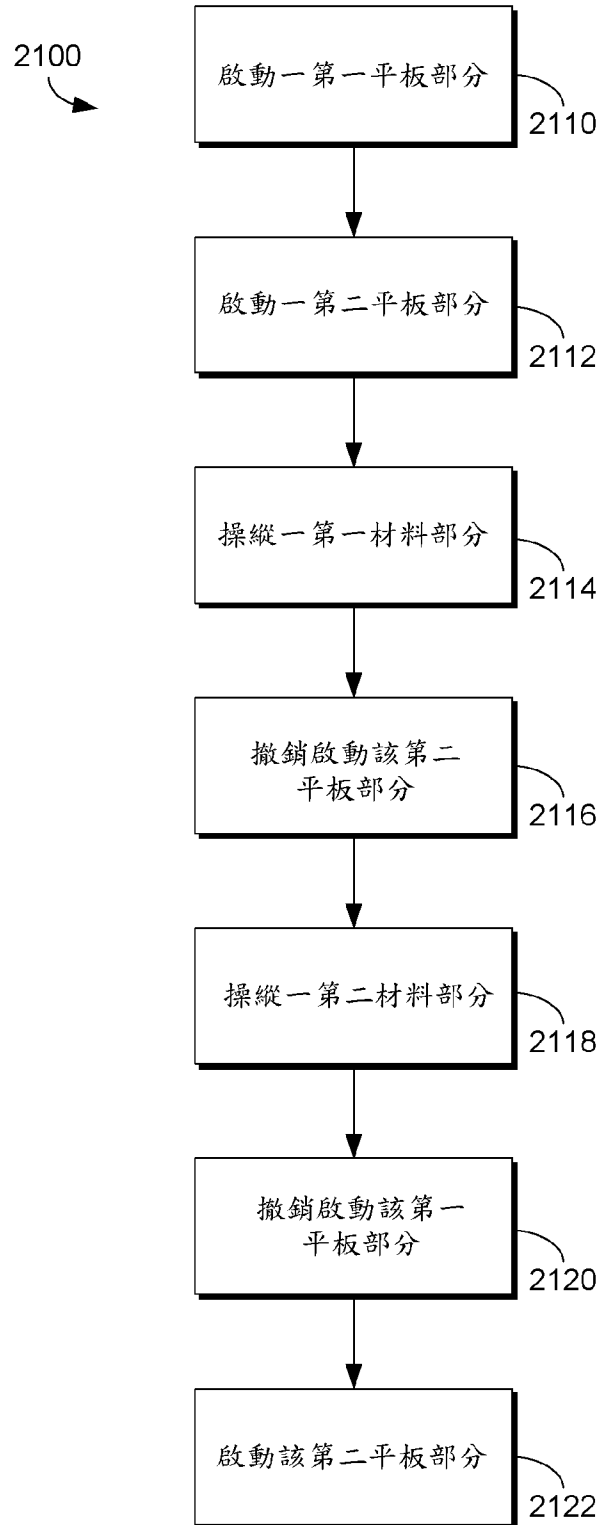 2100
啟動一第一平板部分
2110
啟動一第二平板部分
2112
操縱一第一材料部分
2114
撤銷啟動該第二
平板部分
2116
操縱一第二材料部分
2118
撤銷啟動該第一
平板部分
2120
啟動該第二平板部分
2122